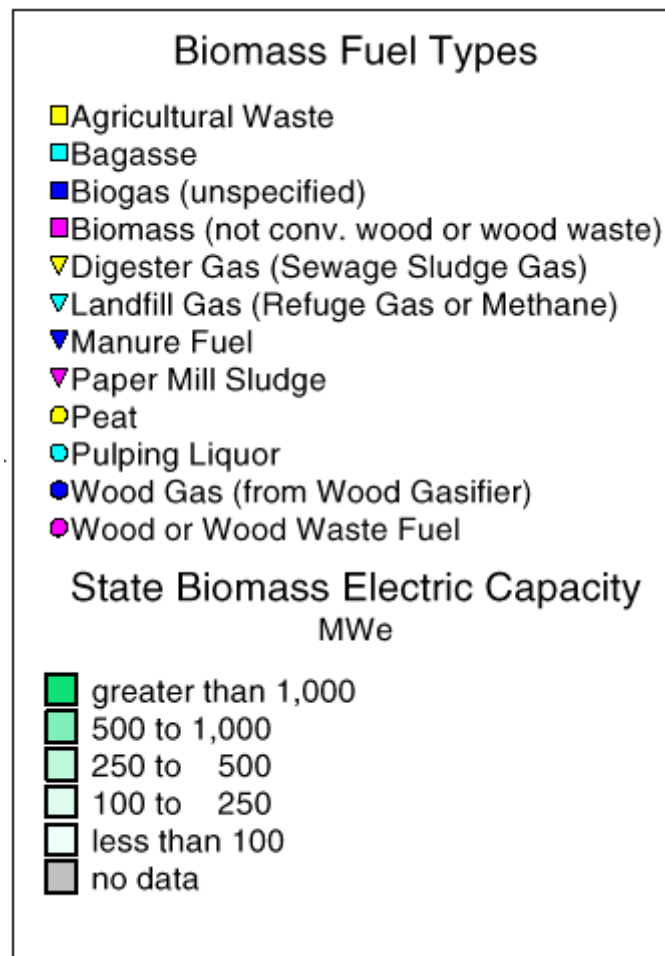 Biomass Fuel Types
Agricultural Waste
Bagasse
Biogas (unspecified)
Biomass (not conv. wood or wood waste)
Digester Gas (Sewage Sludge Gas)
Landfill Gas (Refuge Gas or Methane)
Manure Fuel
Paper Mill Sludge
Peat
Pulping Liquor
Wood Gas (from Wood Gasifier)
Wood or Wood Waste Fuel
State Biomass Electric Capacity
MWe
greater than 1,000
500 to 1,000
250 to 500
100 to 250
less than 100
no data